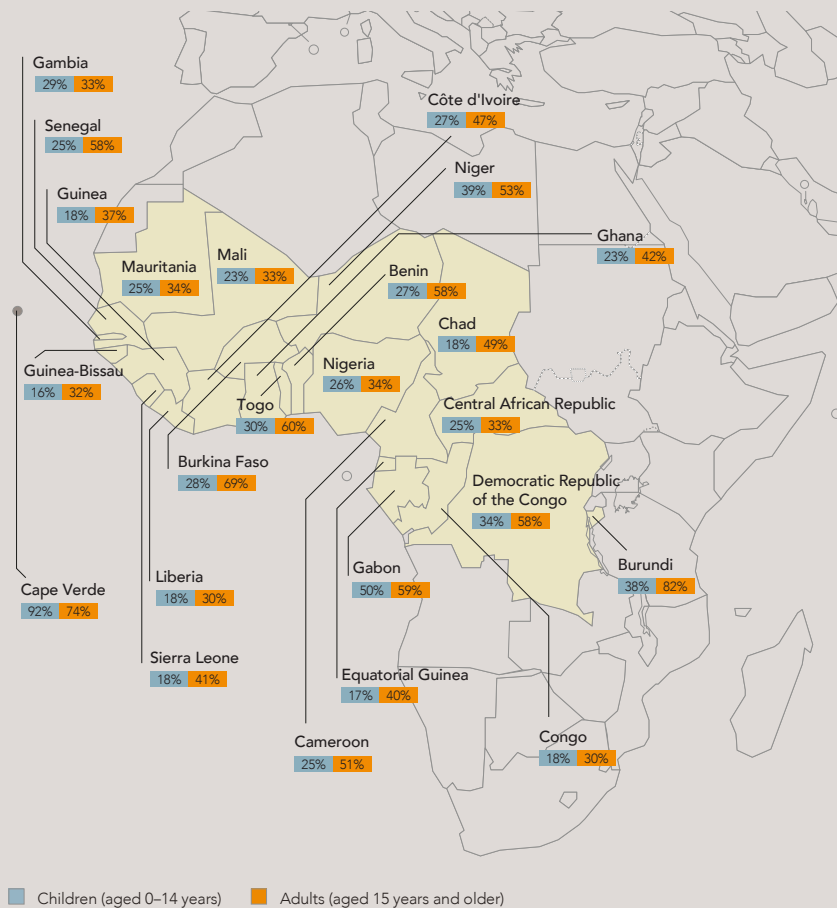 Gambia
29% 33%
Côte d'Ivoire
27% 47%
Senegal
25% 58%
Niger
39% 53%
Guinea
18% 37%
Ghana
23% 42%
Mali
23% 33%
Mauritania
25% 34%
Benin
27% 58%
Chad
18% 49%
Guinea-Bissau
16% 32%
Nigeria
26% 34%
Togo
30% 60%
Central African Republic
25% 33%
Burkina Faso
28% 69%
Democratic Republic
of the Congo
34% 58%
Burundi
38% 82%
Gabon
50% 59%
Liberia
18% 30%
Cape Verde
92% 74%
Sierra Leone
18% 41%
Equatorial Guinea
17% 40%
Cameroon
25% 51%
Congo
18% 30%
Children (aged 0–14 years) Adults (aged 15 years and older)